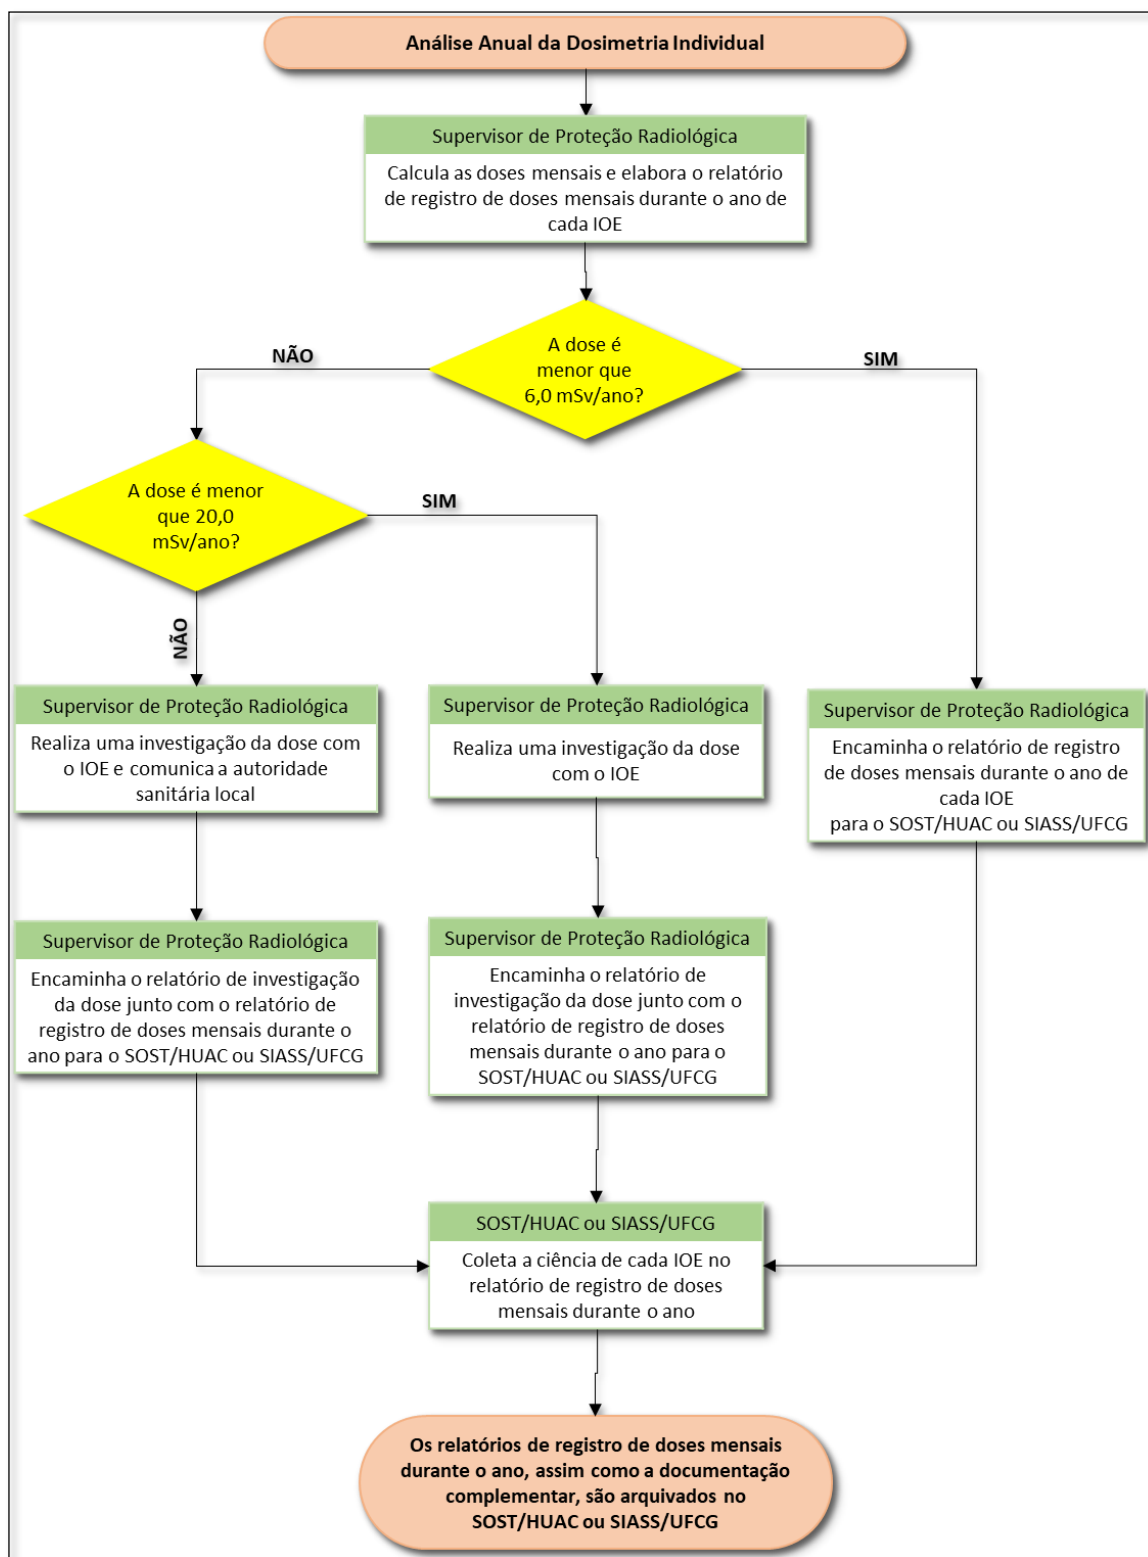 Análise Anual da Dosimetria Individual
Supervisor de Proteção Radiológica
Calcula as doses mensais e elabora o relatório
de registro de doses mensais durante o ano de
cada IOE
A dose é
menor que
6,0 mSv/ano?
NÃO
SIM
A dose é menor
que 20,0
mSv/ano?
SIM
NÃO
Supervisor de Proteção Radiológica
Realiza uma investigação da dose com
o IOE e comunica a autoridade
sanitária local
Supervisor de Proteção Radiológica
Realiza uma investigação da dose
com o IOE
Supervisor de Proteção Radiológica
Encaminha o relatório de registro
de doses mensais durante o ano de
cada IOE
para o SOST/HUAC ou SIASS/UFCG
Supervisor de Proteção Radiológica
Encaminha o relatório de investigação
da dose junto com o relatório de
registro de doses mensais durante o
ano para o SOST/HUAC ou SIASS/UFCG
Supervisor de Proteção Radiológica
Encaminha o relatório de
investigação da dose junto com o
relatório de registro de doses
mensais durante o ano para o
SOST/HUAC ou SIASS/UFCG
SOST/HUAC ou SIASS/UFCG
Coleta a ciência de cada IOE no
relatório de registro de doses
mensais durante o ano
Os relatórios de registro de doses mensais
durante o ano, assim como a documentação
complementar, são arquivados no
SOST/HUAC ou SIASS/UFCG